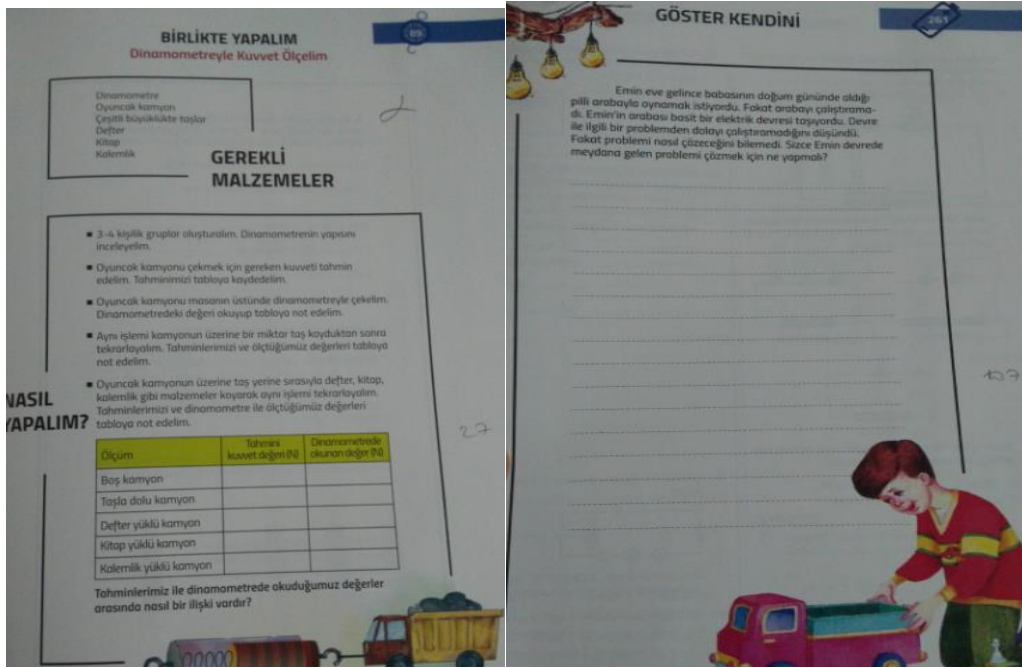 BİRLİKTE YAPALIM
Dinamometreyle Kuvvet Ölçelim
89
Dinamometre
Oyuncak kamyon
Çeşitli büyüklükte taşlar
Defter
Kitap
Kalemlik
GEREKLİ
MALZEMELER
▪ 3-4 kişilik gruplar oluşturalım. Dinamometrenin yapısını
inceleyelim.
▪ Oyuncak kamyonu çekmek için gereken kuvveti tahmin
edelim. Tahminimizi tabloya kaydedelim.
▪ Oyuncak kamyonu masanın üstünde dinamometreyle çekelim.
Dinamometredeki değeri okuyup tabloya not edelim.
▪ Aynı işlemi kamyonun üzerine bir miktar taş koyduktan sonra
tekrarlayalım. Tahminlerimizi ve ölçtüğümüz değerleri tabloya
not edelim.
▪ Oyuncak kamyonun üzerine taş yerine sırasıyla defter, kitap,
kalemlik gibi malzemeler koyarak aynı işlemi tekrarlayalım.
Tahminlerimizi ve dinamometre ile ölçtüğümüz değerleri
tabloya not edelim.
NASIL
YAPALIM?
27
Ölçüm Tahmini kuvvet değeri (N) Dinamometrede okunan değer (N)
Boş kamyon
Taşla dolu kamyon
Defter yüklü kamyon
Kitap yüklü kamyon
Kalemlik yüklü kamyon
Tahminlerimiz ile dinamometrede okuduğumuz değerler
arasında nasıl bir ilişki vardır?
GÖSTER KENDİNİ
261
Emin eve gelince babasının doğum gününde aldığı
pilli arabayla oynamak istiyordu. Fakat arabayı çalıştırama-
dı. Emin'in arabası basit bir elektrik devresi taşıyordu. Devre
ile ilgili bir problemden dolayı çalıştıramadığını düşündü.
Fakat problemi nasıl çözeceğini bilemedi. Sizce Emin devrede
meydana gelen problemi çözmek için ne yapmalı?
107